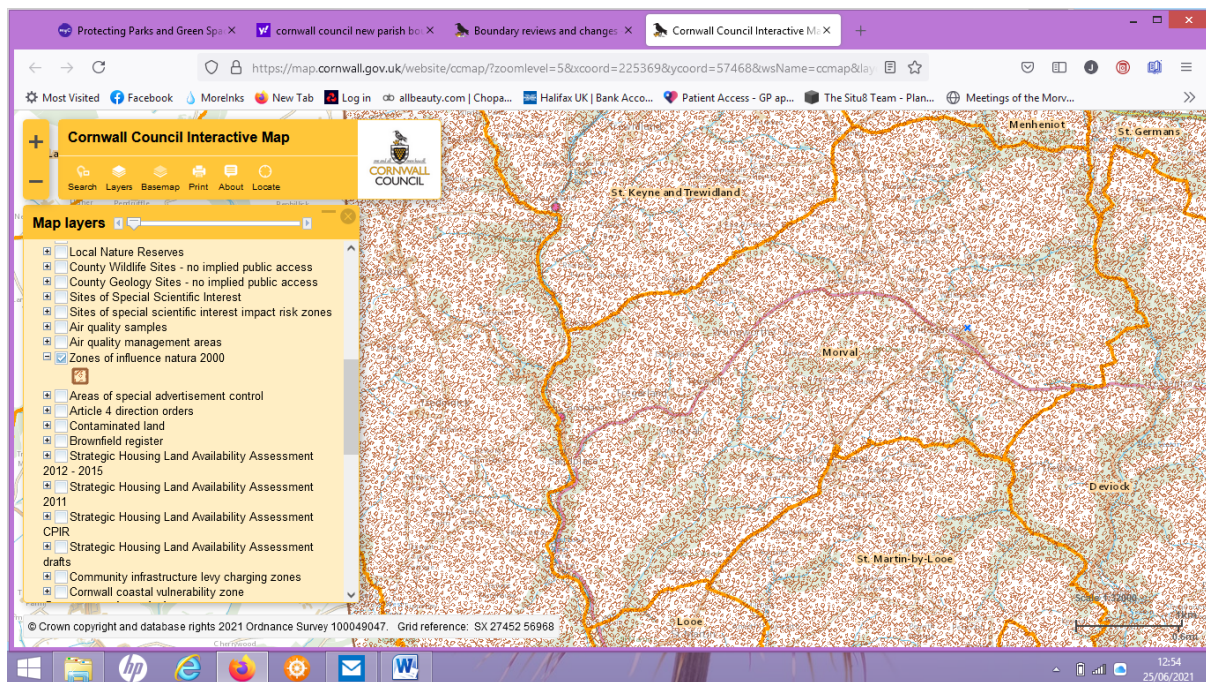 Protecting Parks and Green Spa
cornwall council new parish bo
Boundary reviews and changes
Cornwall Council Interactive Ma
https://map.cornwall.gov.uk/website/ccmap/?zoomlevel=5&xcoord=225369&ycoord=57468&wsName=ccmap&lay
Most Visited Facebook MoreInks New Tab Log in allbeauty.com | Chopa... Halifax UK | Bank Acco... Patient Access - GP ap... The Situ8 Team - Plan... Meetings of the Morv...
Cornwall Council Interactive Map
Search Layers Basemap Print About Locate
CORNWALL
COUNCIL
Map layers
Local Nature Reserves
County Wildlife Sites - no implied public access
County Geology Sites - no implied public access
Sites of Special Scientific Interest
Sites of special scientific interest impact risk zones
Air quality samples
Air quality management areas
Zones of influence natura 2000
Areas of special advertisement control
Article 4 direction orders
Contaminated land
Brownfield register
Strategic Housing Land Availability Assessment
2012 - 2015
Strategic Housing Land Availability Assessment
2011
Strategic Housing Land Availability Assessment
CPIR
Strategic Housing Land Availability Assessment
drafts
Community infrastructure levy charging zones
Cornwall coastal vulnerability zone
Menheniot
St. Germans
St. Keyne and Trewidland
Morval
Deviock
St. Martin-by-Looe
Looe
© Crown copyright and database rights 2021 Ordnance Survey 100049047. Grid reference: SX 27452 56968
12:54
25/06/2021